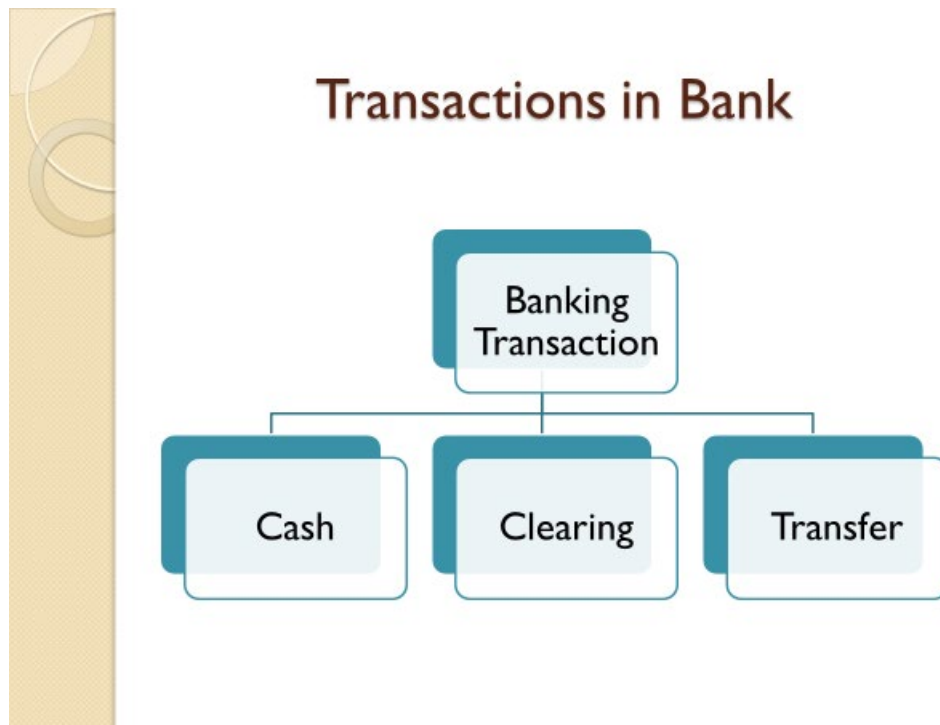 Transactions in Bank
Banking
Transaction
Cash
Clearing
Transfer